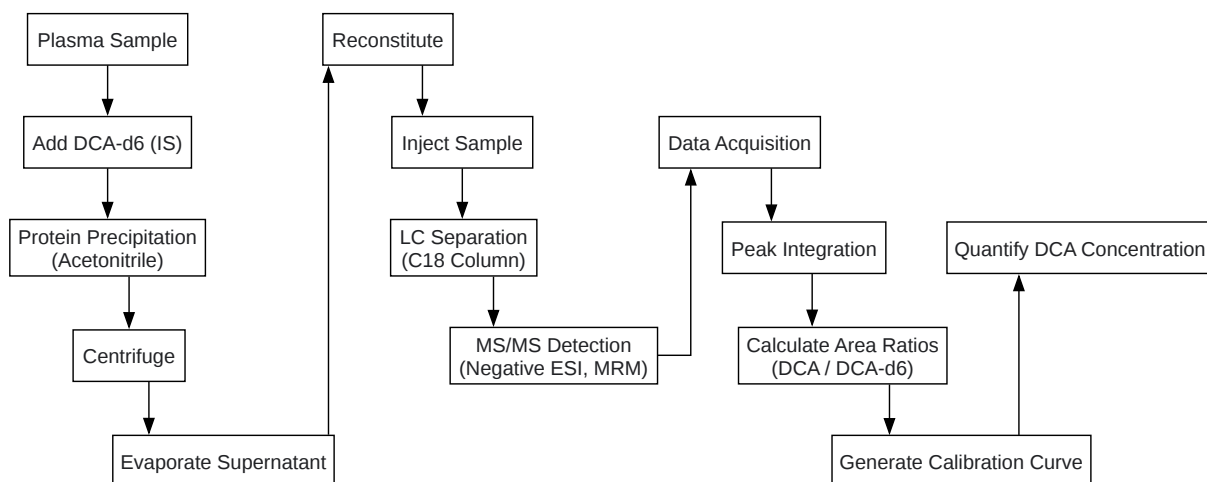 Plasma Sample
Add DCA-d6 (IS)
Protein Precipitation
(Acetonitrile)
Centrifuge
Evaporate Supernatant
Reconstitute
Inject Sample
LC Separation
(C18 Column)
MS/MS Detection
(Negative ESI, MRM)
Data Acquisition
Peak Integration
Calculate Area Ratios
(DCA / DCA-d6)
Generate Calibration Curve
Quantify DCA Concentration